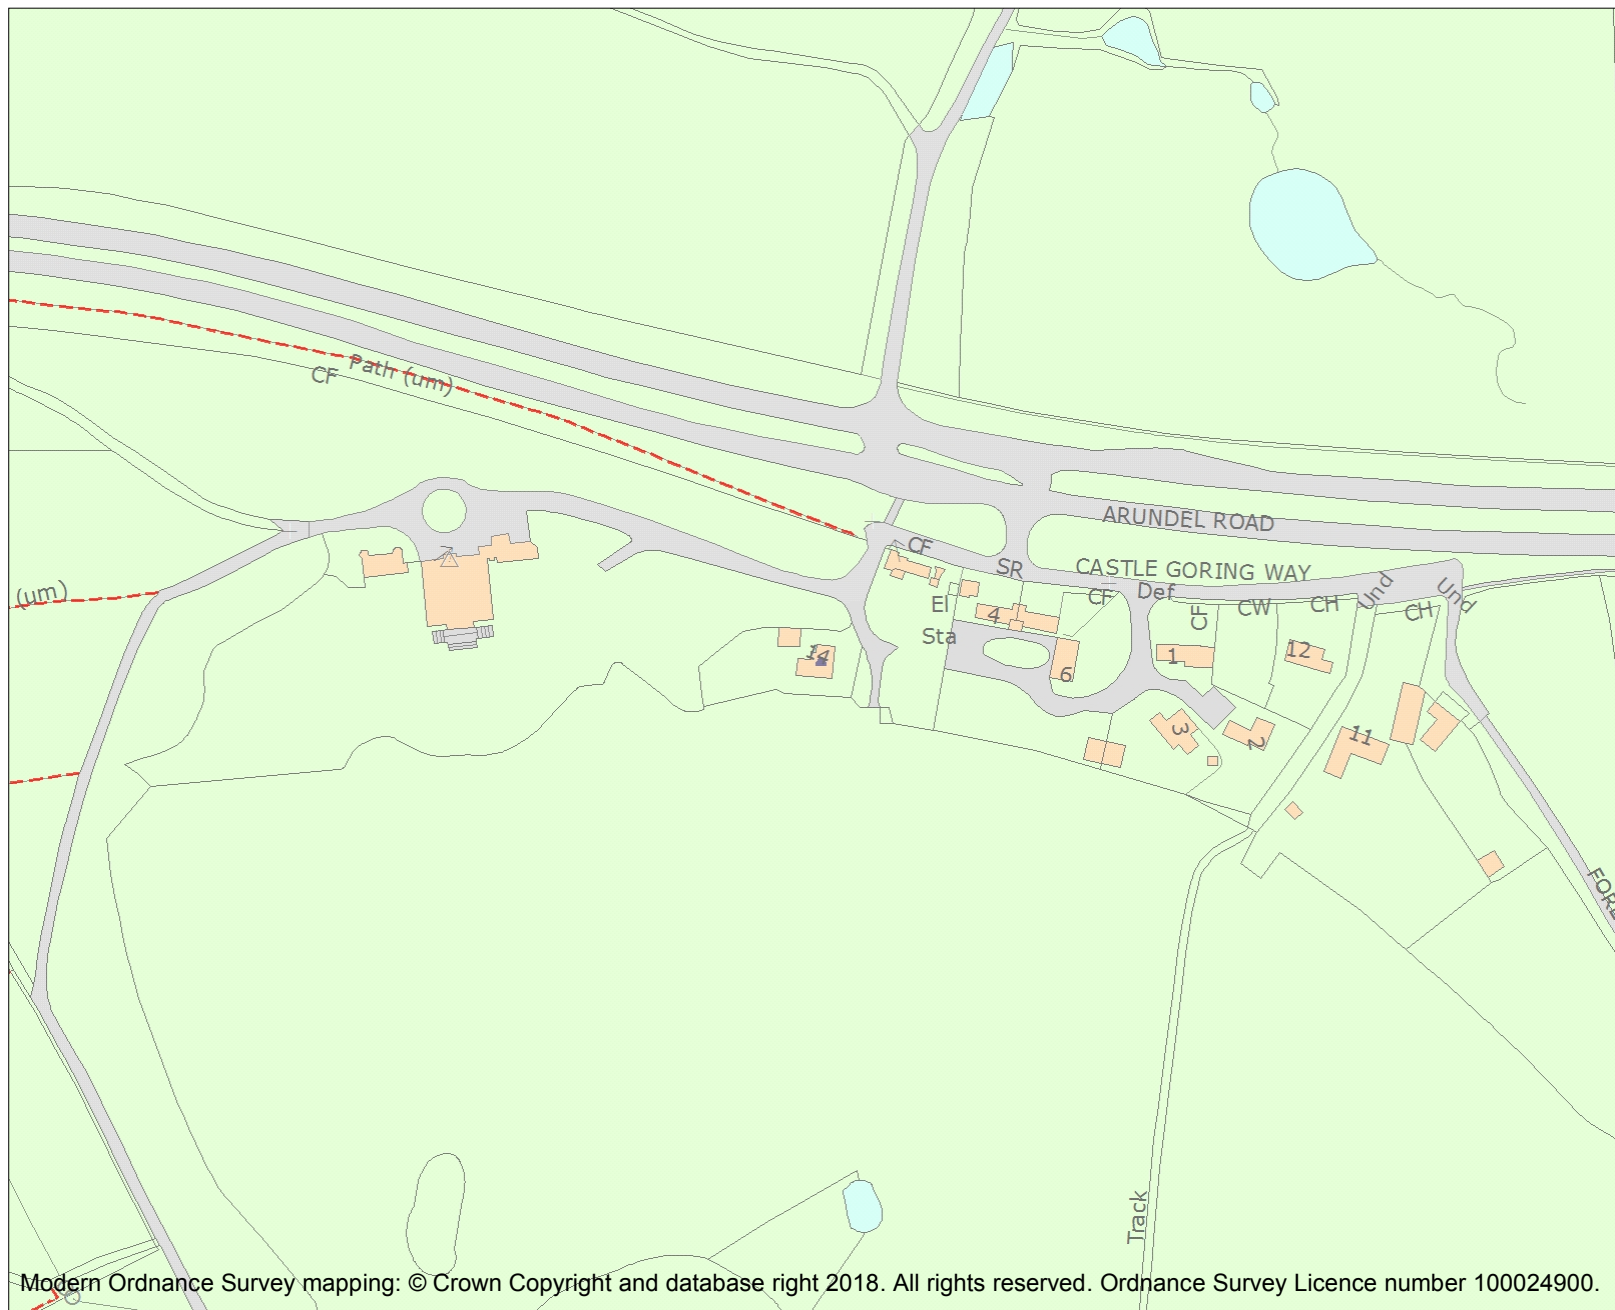 Path (um)
CF
ARUNDEL ROAD
CF
SR
CASTLE GORING WAY
(um)
El
Sta
CF
Def
Und
Und
CF
CW
CH
CH
4
14
6
1
12
3
2
11
FORE
Track
Modern Ordnance Survey mapping: © Crown Copyright and database right 2018. All rights reserved. Ordnance Survey Licence number 100024900.